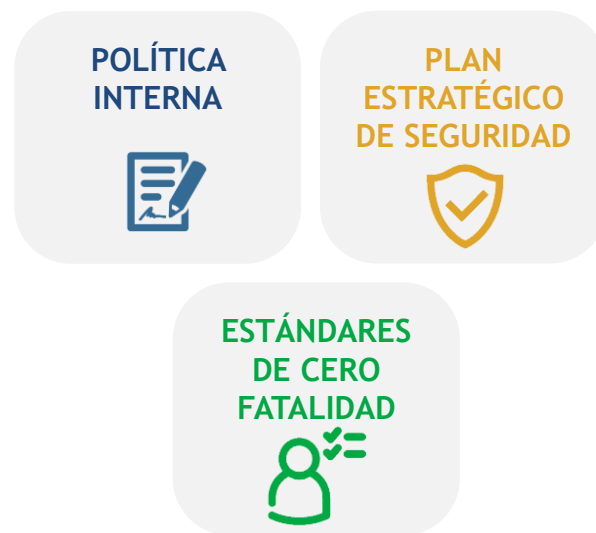 POLÍTICA
INTERNA
PLAN
ESTRATÉGICO
DE SEGURIDAD
ESTÁNDARES
DE CERO
FATALIDAD